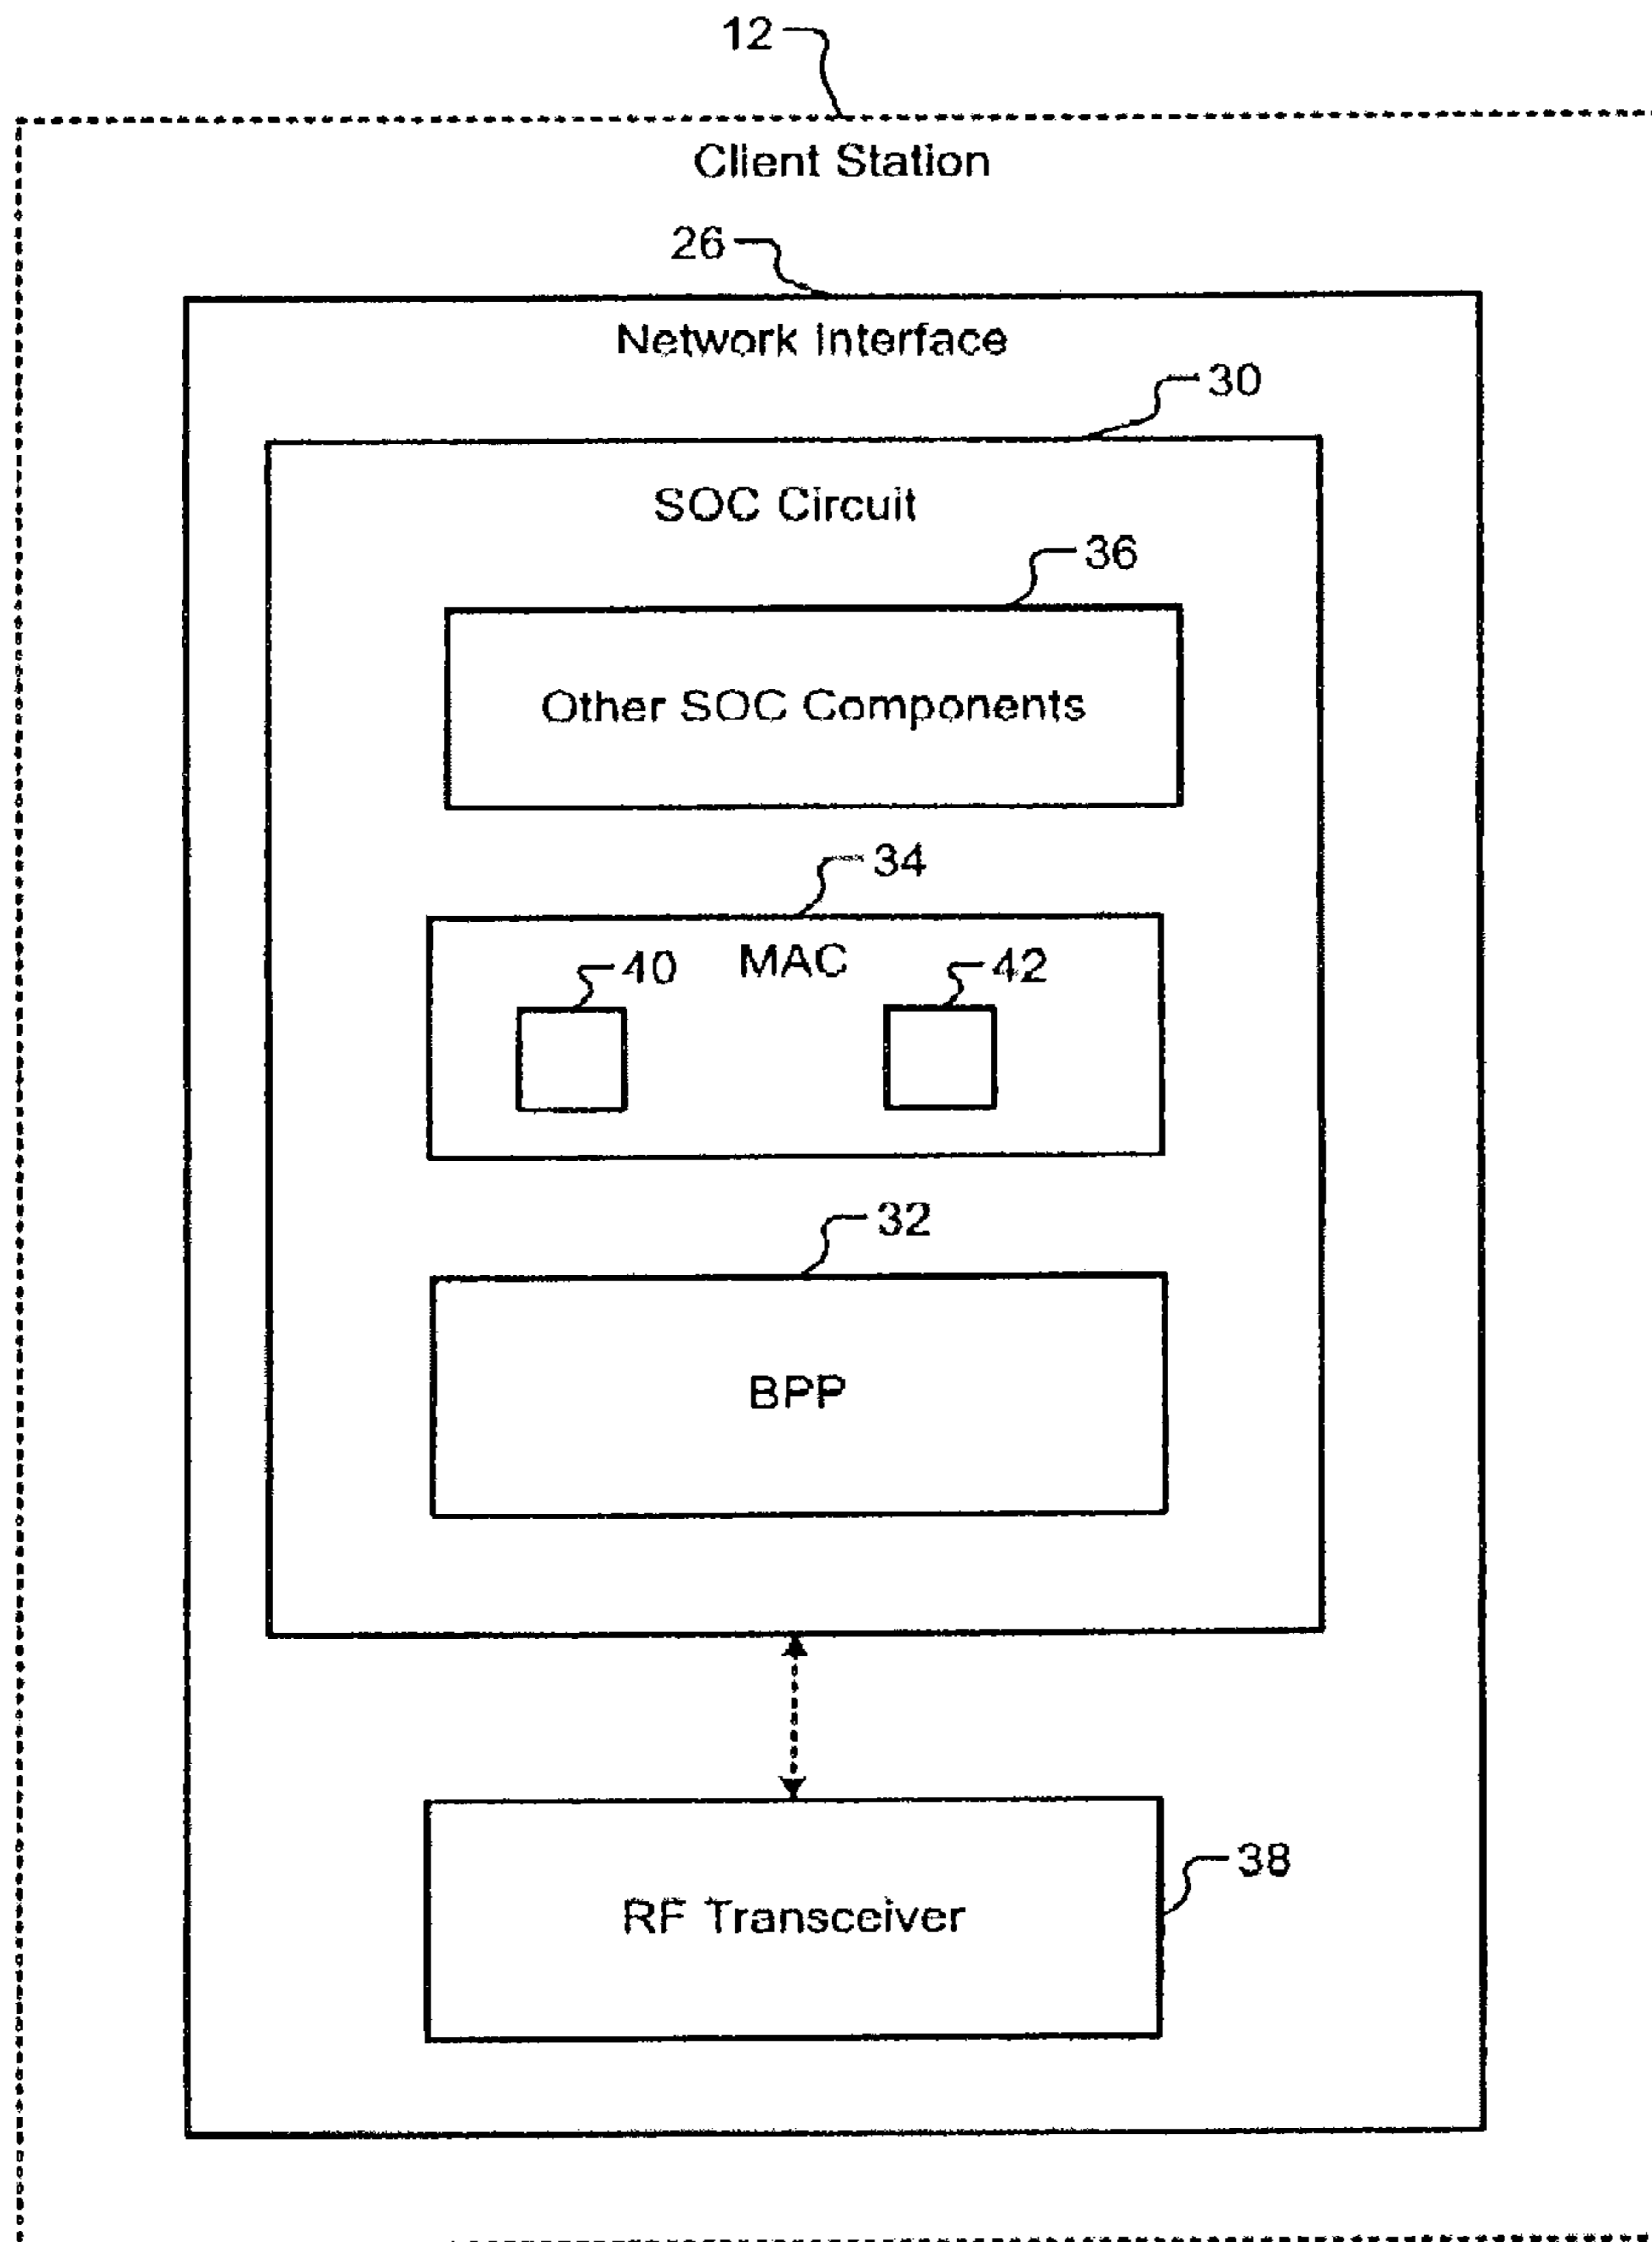 12
Client Station
26
Network Interface
30
SOC Circuit
36
Other SOC Components
34
MAC
40
42
32
BPP
38
RF Transceiver